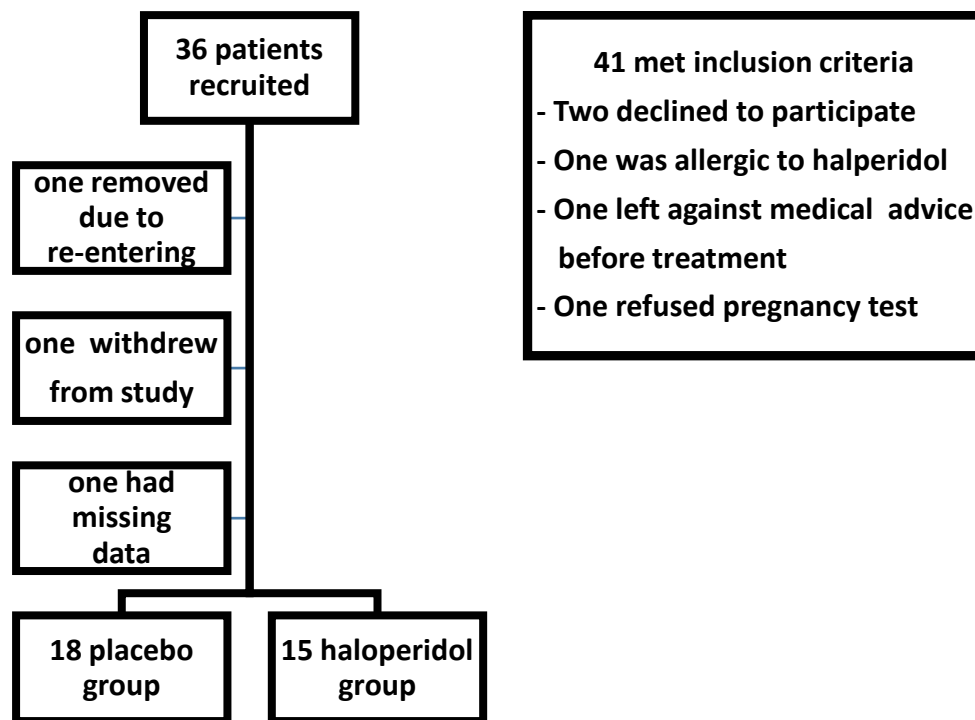 36 patients
recruited
one removed
due to
re-entering
one withdrew
from study
one had
missing
data
18 placebo
group
15 haloperidol
group
41 met inclusion criteria
- Two declined to participate
- One was allergic to halperidol
- One left against medical advice
before treatment
- One refused pregnancy test